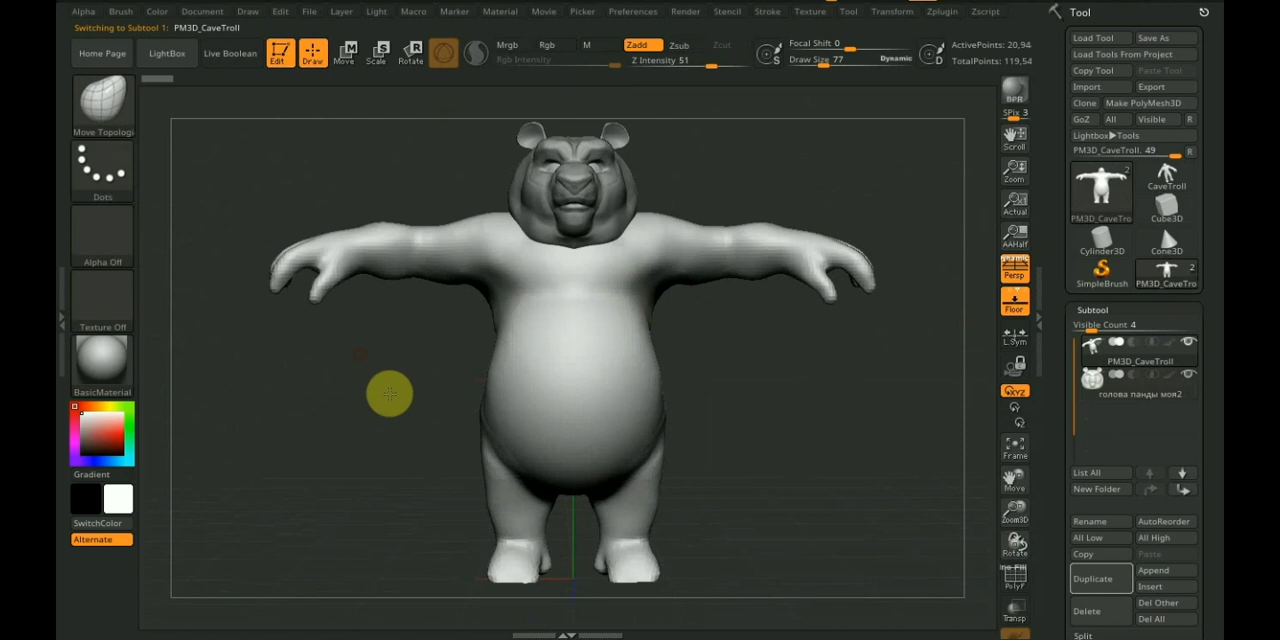 Alpha Brush Color Document Draw Edit File Layer Light Macro Marker Material Movie Picker Preferences Render Stencil Stroke Texture Tool Transform Zplugin Zscript
Switching to Subtool 1: PM3D_CaveTroll
Home Page
LightBox
Live Boolean
Edit
Draw
Move
Scale
Rotate
Mrgb
Rgb
M
Rgb Intensity
Zadd
Zsub
Zcut
Z Intensity 51
Focal Shift 0
Draw Size 77
Dynamic
ActivePoints: 20,94
TotalPoints: 119,54
S
D
Move Topologi
Dots
Alpha Off
Texture Off
BasicMaterial
Gradient
SwitchColor
Alternate
BPR
SPix 3
Scroll
Zoom
Actual
AAHalf
Dynamic
Persp
Floor
L.Sym
XYZ
Y
Z
Frame
Move
Zoom3D
Rotate
PolyF
Transp
Tool
Load Tool
Save As
Load Tools From Project
Copy Tool
Paste Tool
Import
Export
Clone
Make PolyMesh3D
GoZ
All
Visible
R
Lightbox▶Tools
PM3D_CaveTroll. 49
R
2
PM3D_CaveTro
CaveTroll
Cube3D
Cylinder3D
Cone3D
SimpleBrush
2
PM3D_CaveTro
Subtool
Visible Count 4
PM3D_CaveTroll
голова панды моя2
List All
New Folder
Rename
AutoReorder
All Low
All High
Copy
Paste
Duplicate
Append
Insert
Delete
Del Other
Del All
Split